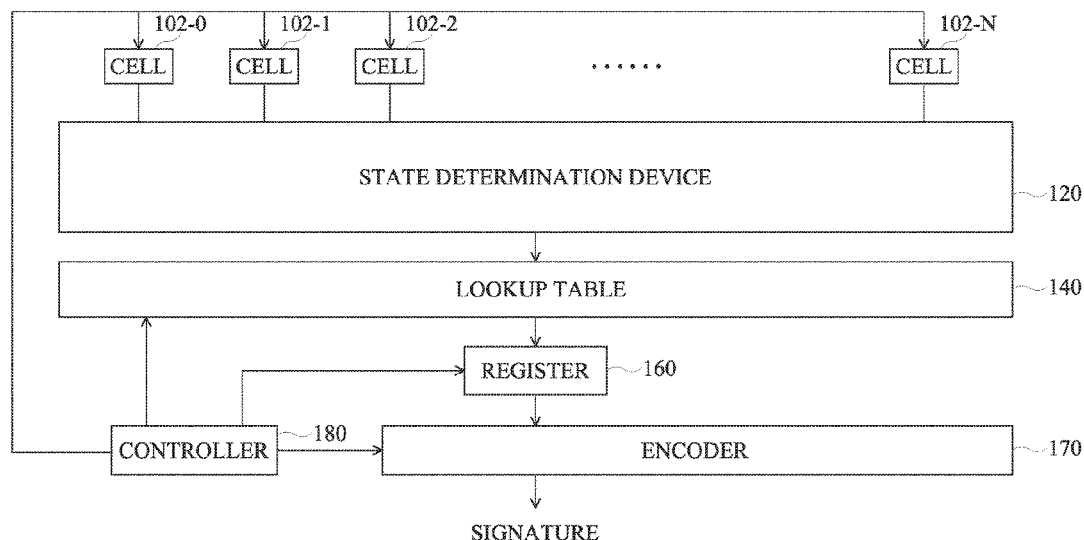 102-0 102-1 102-2 102-N
CELL CELL CELL ...... CELL
STATE DETERMINATION DEVICE
120
LOOKUP TABLE 140
REGISTER 160
CONTROLLER 180 ENCODER 170
SIGNATURE